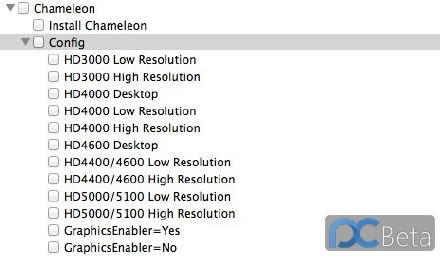 Chameleon
Install Chameleon
Config
HD3000 Low Resolution
HD3000 High Resolution
HD4000 Desktop
HD4000 Low Resolution
HD4000 High Resolution
HD4600 Desktop
HD4400/4600 Low Resolution
HD4400/4600 High Resolution
HD5000/5100 Low Resolution
HD5000/5100 High Resolution
GraphicsEnabler=Yes
GraphicsEnabler=No
PCBeta